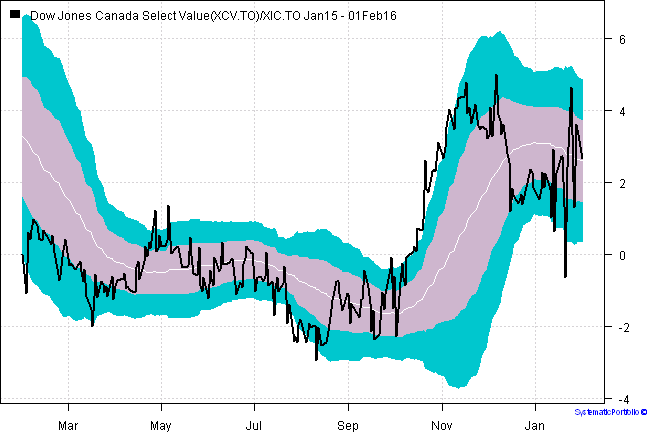 Dow Jones Canada Select Value(XCV.TO)/XIC.TO Jan15 - 01Feb16
6
4
2
0
-2
-4
Mar May Jul Sep Nov Jan
SystematicPortfolio ©